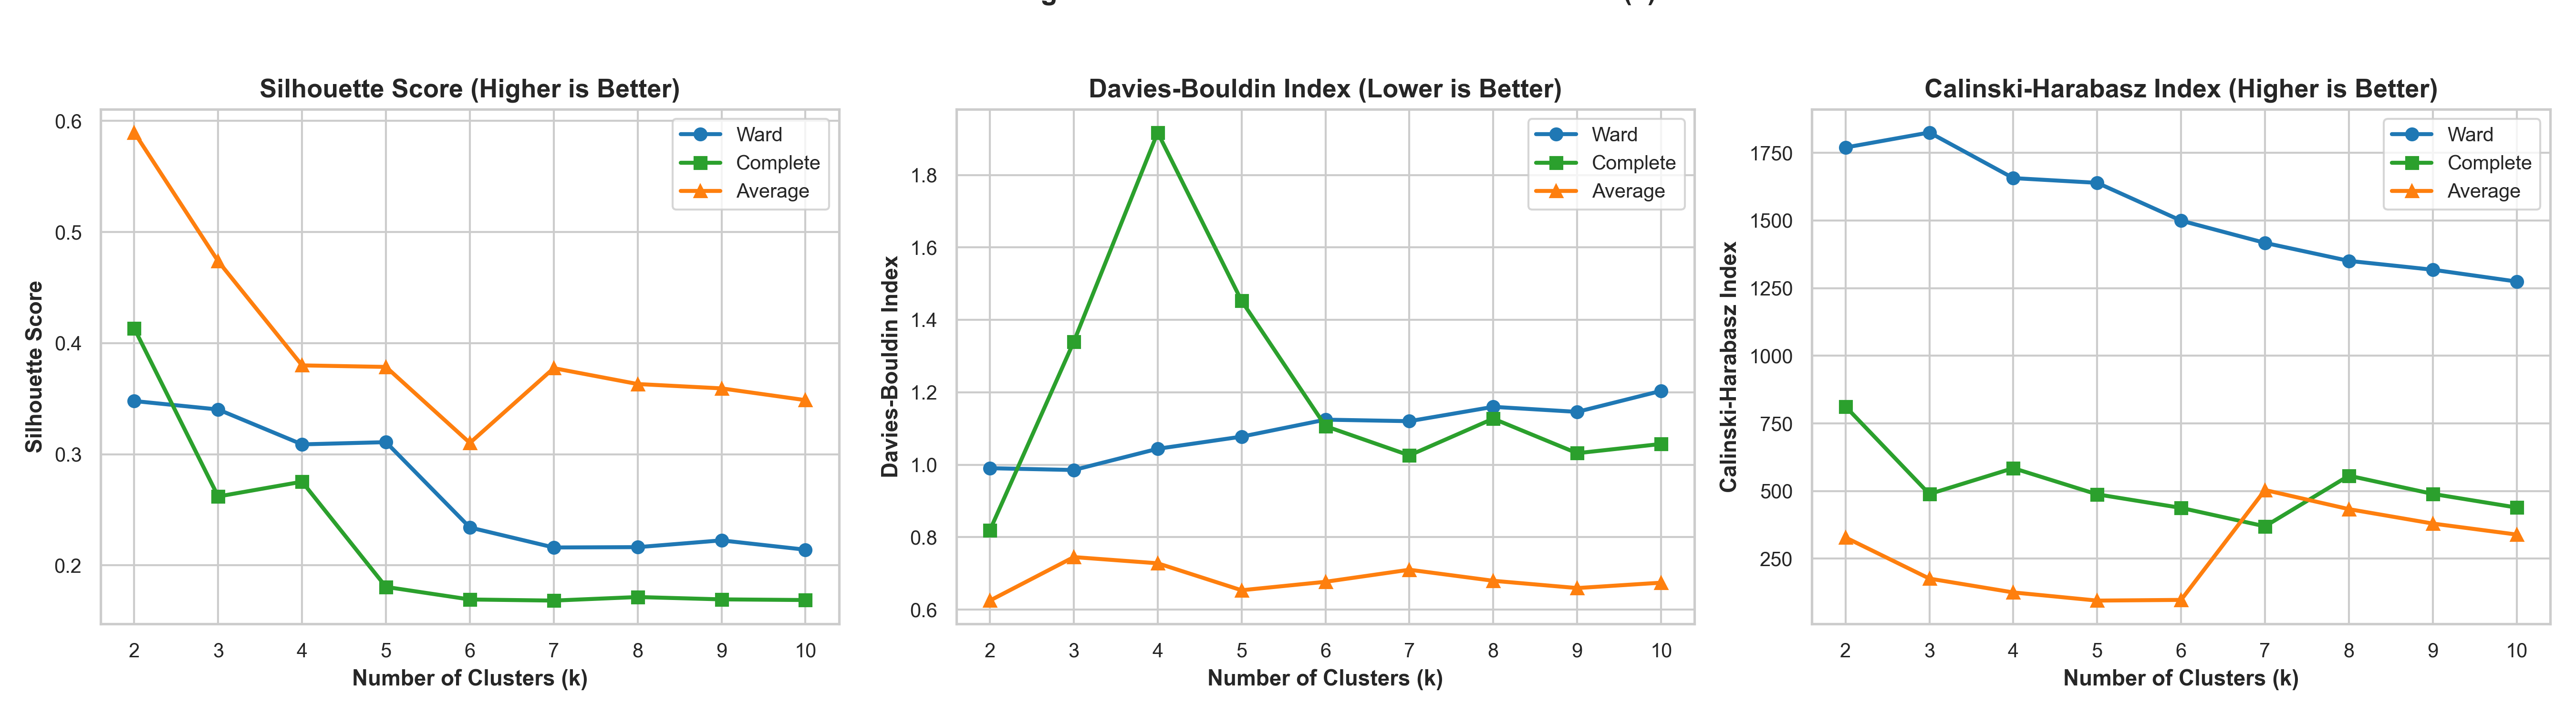 Silhouette Score (Higher is Better)
0.6
0.5
0.4
0.3
0.2
Silhouette Score
2 3 4 5 6 7 8 9 10
Number of Clusters (k)
Ward
Complete
Average
Davies-Bouldin Index (Lower is Better)
1.8
1.6
1.4
1.2
1.0
0.8
0.6
Davies-Bouldin Index
2 3 4 5 6 7 8 9 10
Number of Clusters (k)
Ward
Complete
Average
Calinski-Harabasz Index (Higher is Better)
1750
1500
1250
1000
750
500
250
Calinski-Harabasz Index
2 3 4 5 6 7 8 9 10
Number of Clusters (k)
Ward
Complete
Average